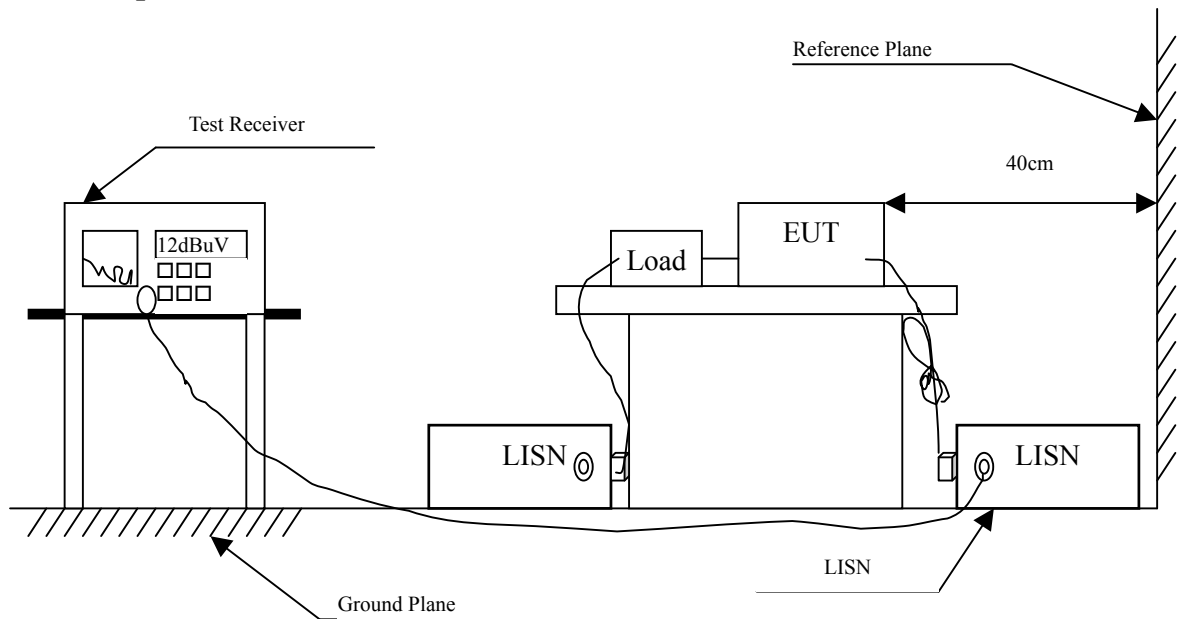 Reference Plane
Test Receiver
40cm
12dBuV
EUT
Load
LISN
LISN
LISN
Ground Plane